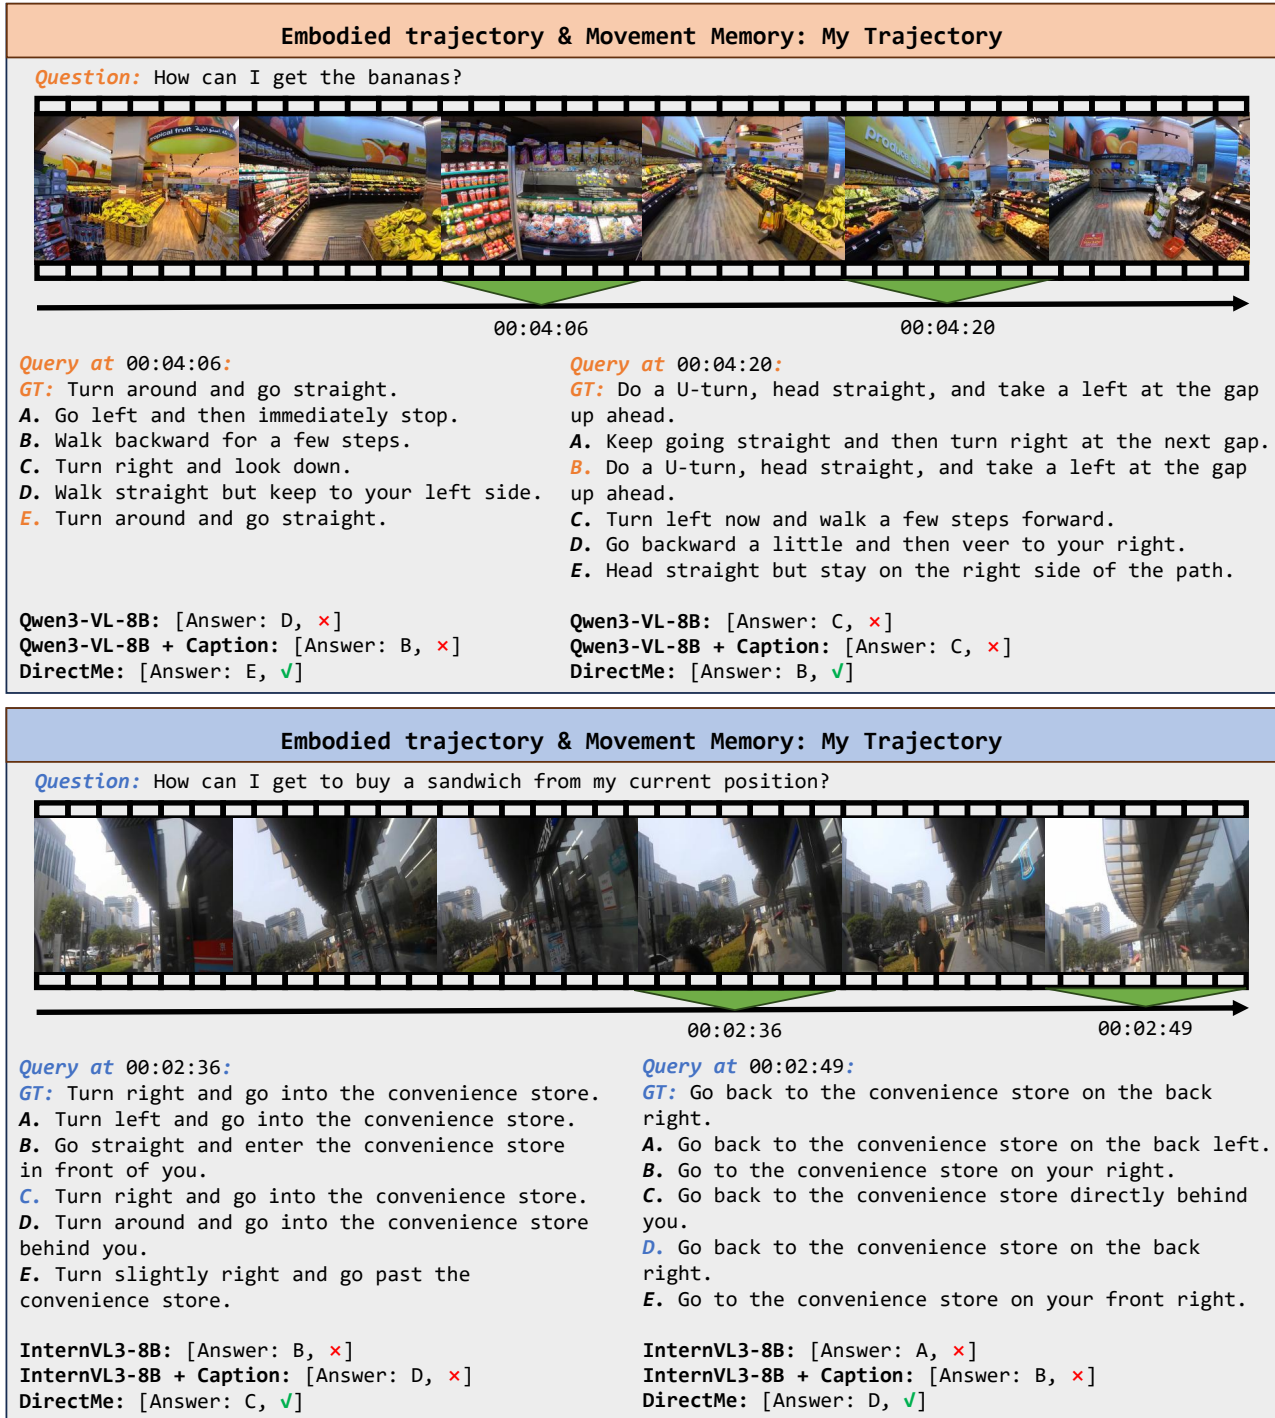 Embodied trajectory & Movement Memory: My Trajectory
Question: How can I get the bananas?
tropical fruit
produce
00:04:06
00:04:20
Query at 00:04:06:
GT: Turn around and go straight.
A. Go left and then immediately stop.
B. Walk backward for a few steps.
C. Turn right and look down.
D. Walk straight but keep to your left side.
E. Turn around and go straight.
Qwen3-VL-8B: [Answer: D, ×]
Qwen3-VL-8B + Caption: [Answer: B, ×]
DirectMe: [Answer: E, √]
Query at 00:04:20:
GT: Do a U-turn, head straight, and take a left at the gap
up ahead.
A. Keep going straight and then turn right at the next gap.
B. Do a U-turn, head straight, and take a left at the gap
up ahead.
C. Turn left now and walk a few steps forward.
D. Go backward a little and then veer to your right.
E. Head straight but stay on the right side of the path.
Qwen3-VL-8B: [Answer: C, ×]
Qwen3-VL-8B + Caption: [Answer: C, ×]
DirectMe: [Answer: B, √]
Embodied trajectory & Movement Memory: My Trajectory
Question: How can I get to buy a sandwich from my current position?
00:02:36
00:02:49
Query at 00:02:36:
GT: Turn right and go into the convenience store.
A. Turn left and go into the convenience store.
B. Go straight and enter the convenience store
in front of you.
C. Turn right and go into the convenience store.
D. Turn around and go into the convenience store
behind you.
E. Turn slightly right and go past the
convenience store.
InternVL3-8B: [Answer: B, ×]
InternVL3-8B + Caption: [Answer: D, ×]
DirectMe: [Answer: C, √]
Query at 00:02:49:
GT: Go back to the convenience store on the back
right.
A. Go back to the convenience store on the back left.
B. Go to the convenience store on your right.
C. Go back to the convenience store directly behind
you.
D. Go back to the convenience store on the back
right.
E. Go to the convenience store on your front right.
InternVL3-8B: [Answer: A, ×]
InternVL3-8B + Caption: [Answer: B, ×]
DirectMe: [Answer: D, √]